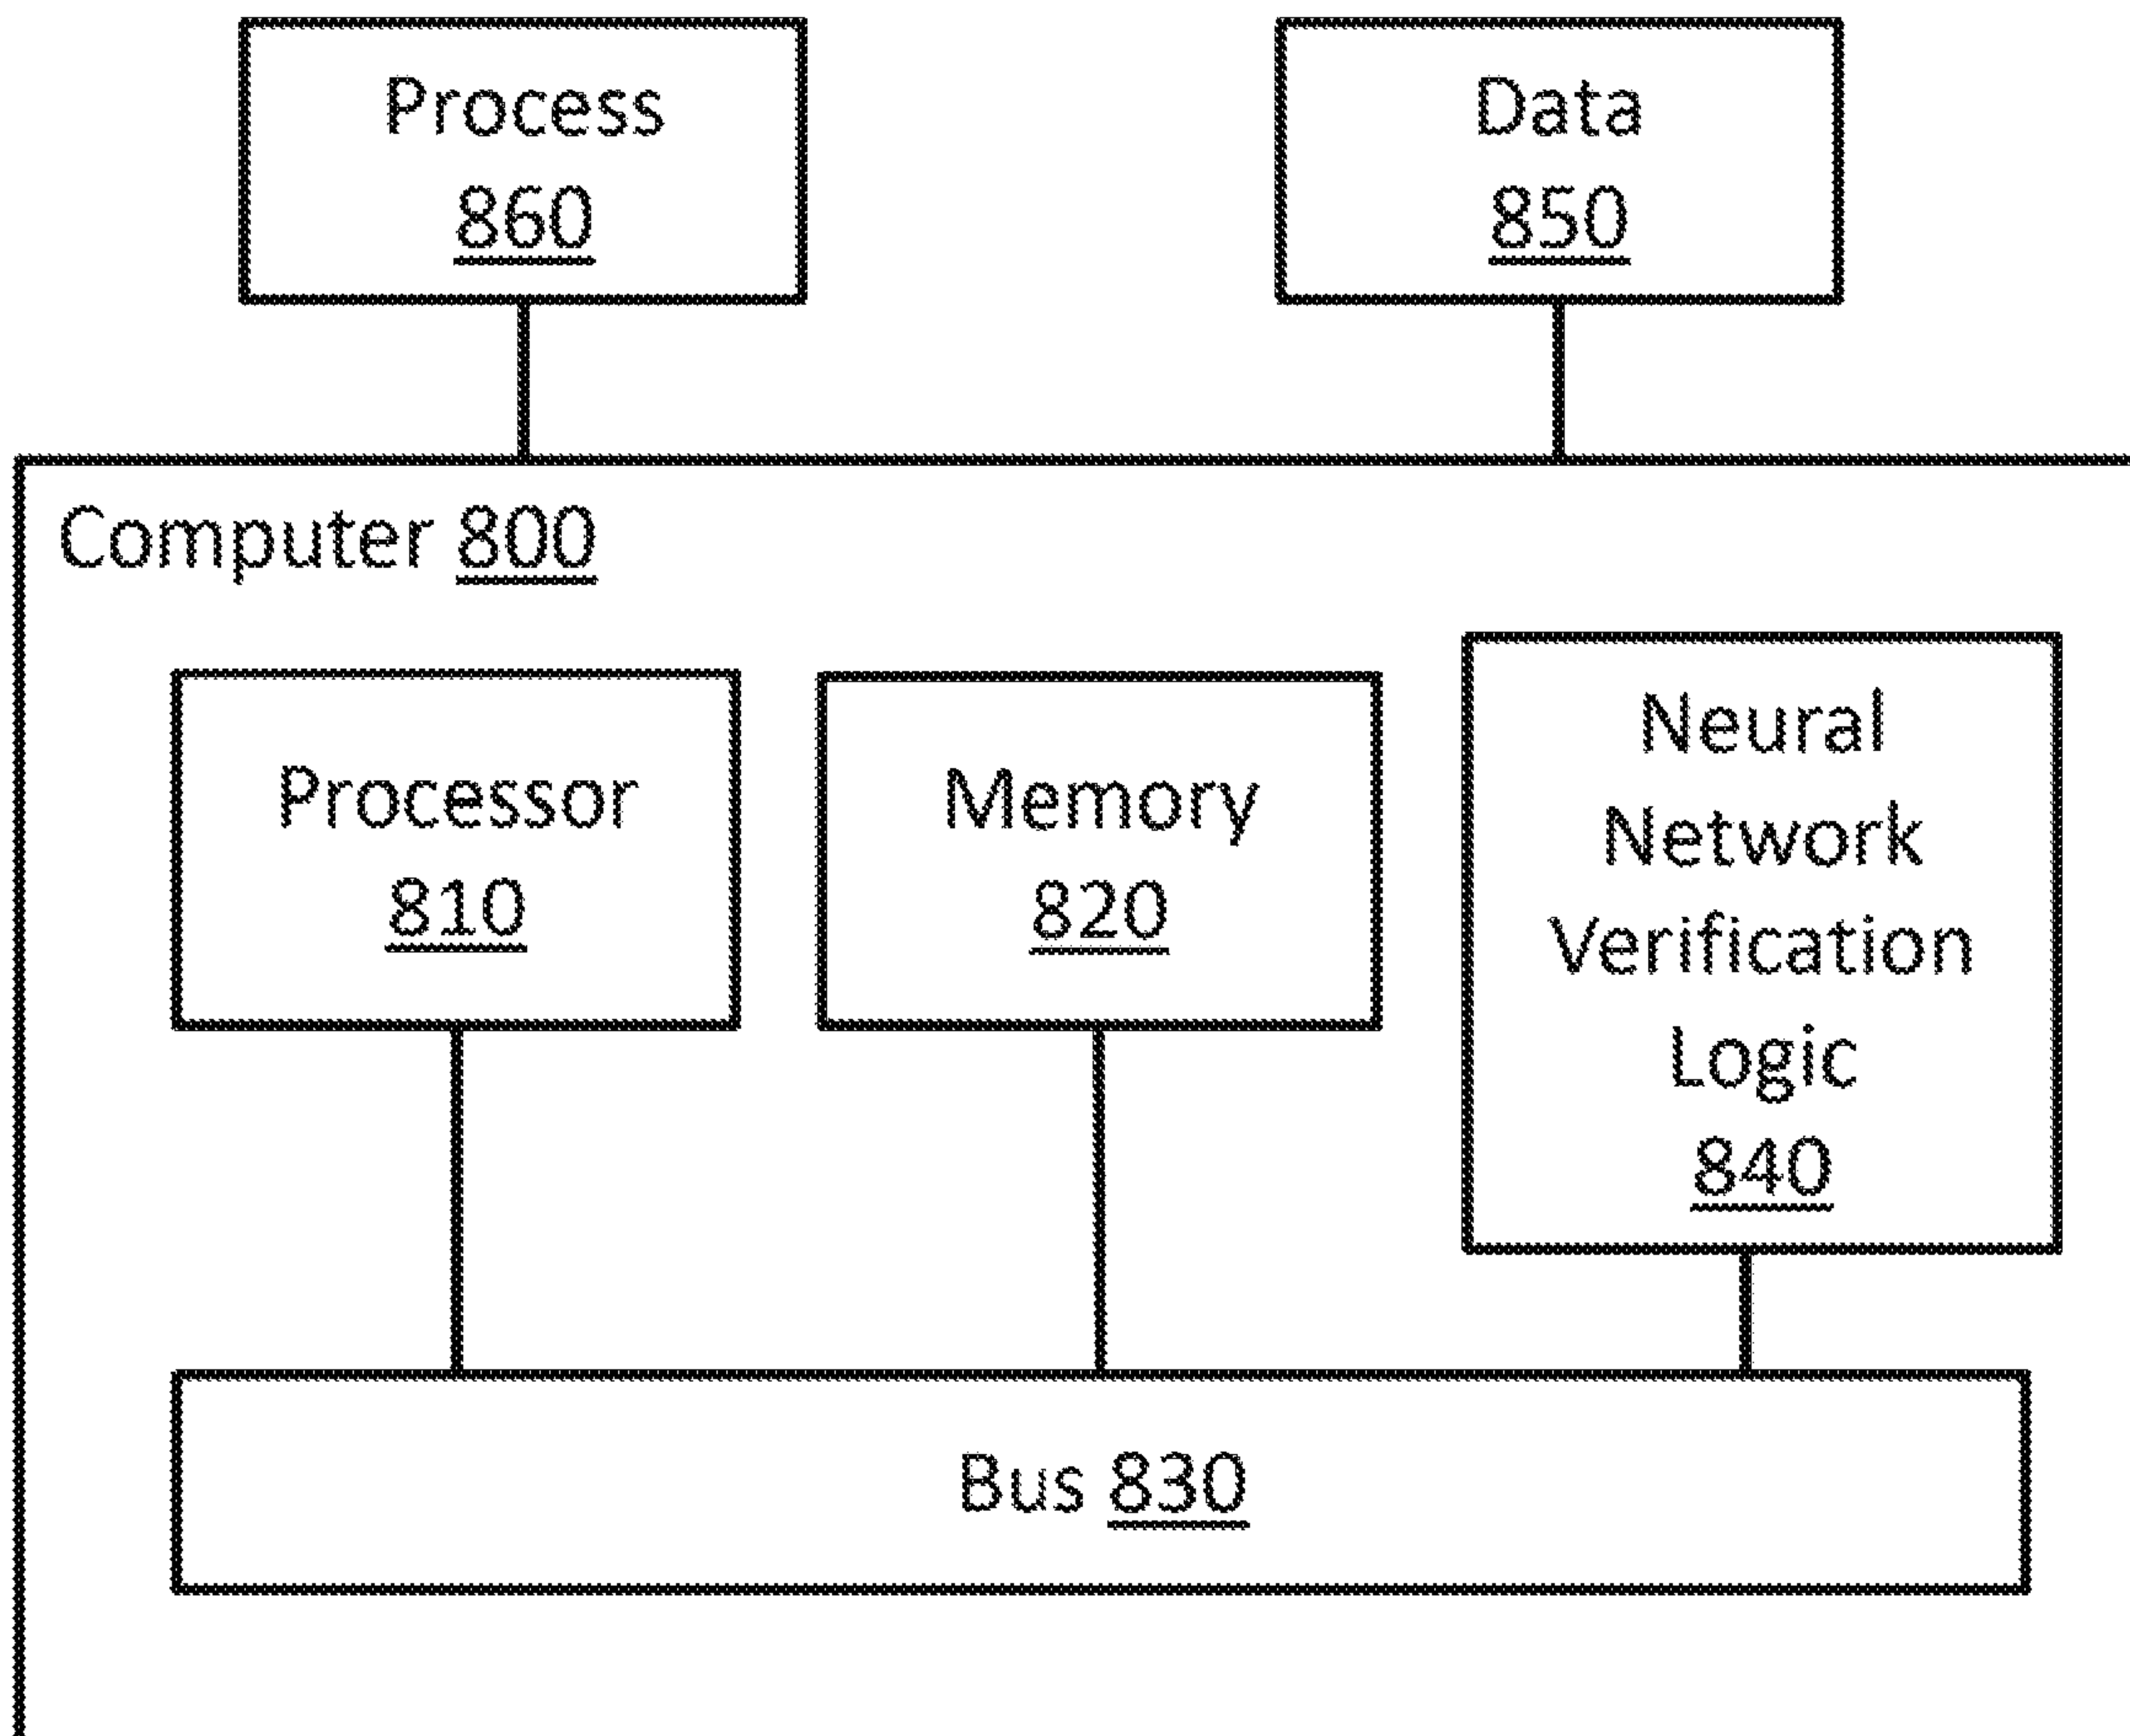 Process
860
Data
850
Computer 800
Processor
810
Memory
820
Neural
Network
Verification
Logic
840
Bus 830